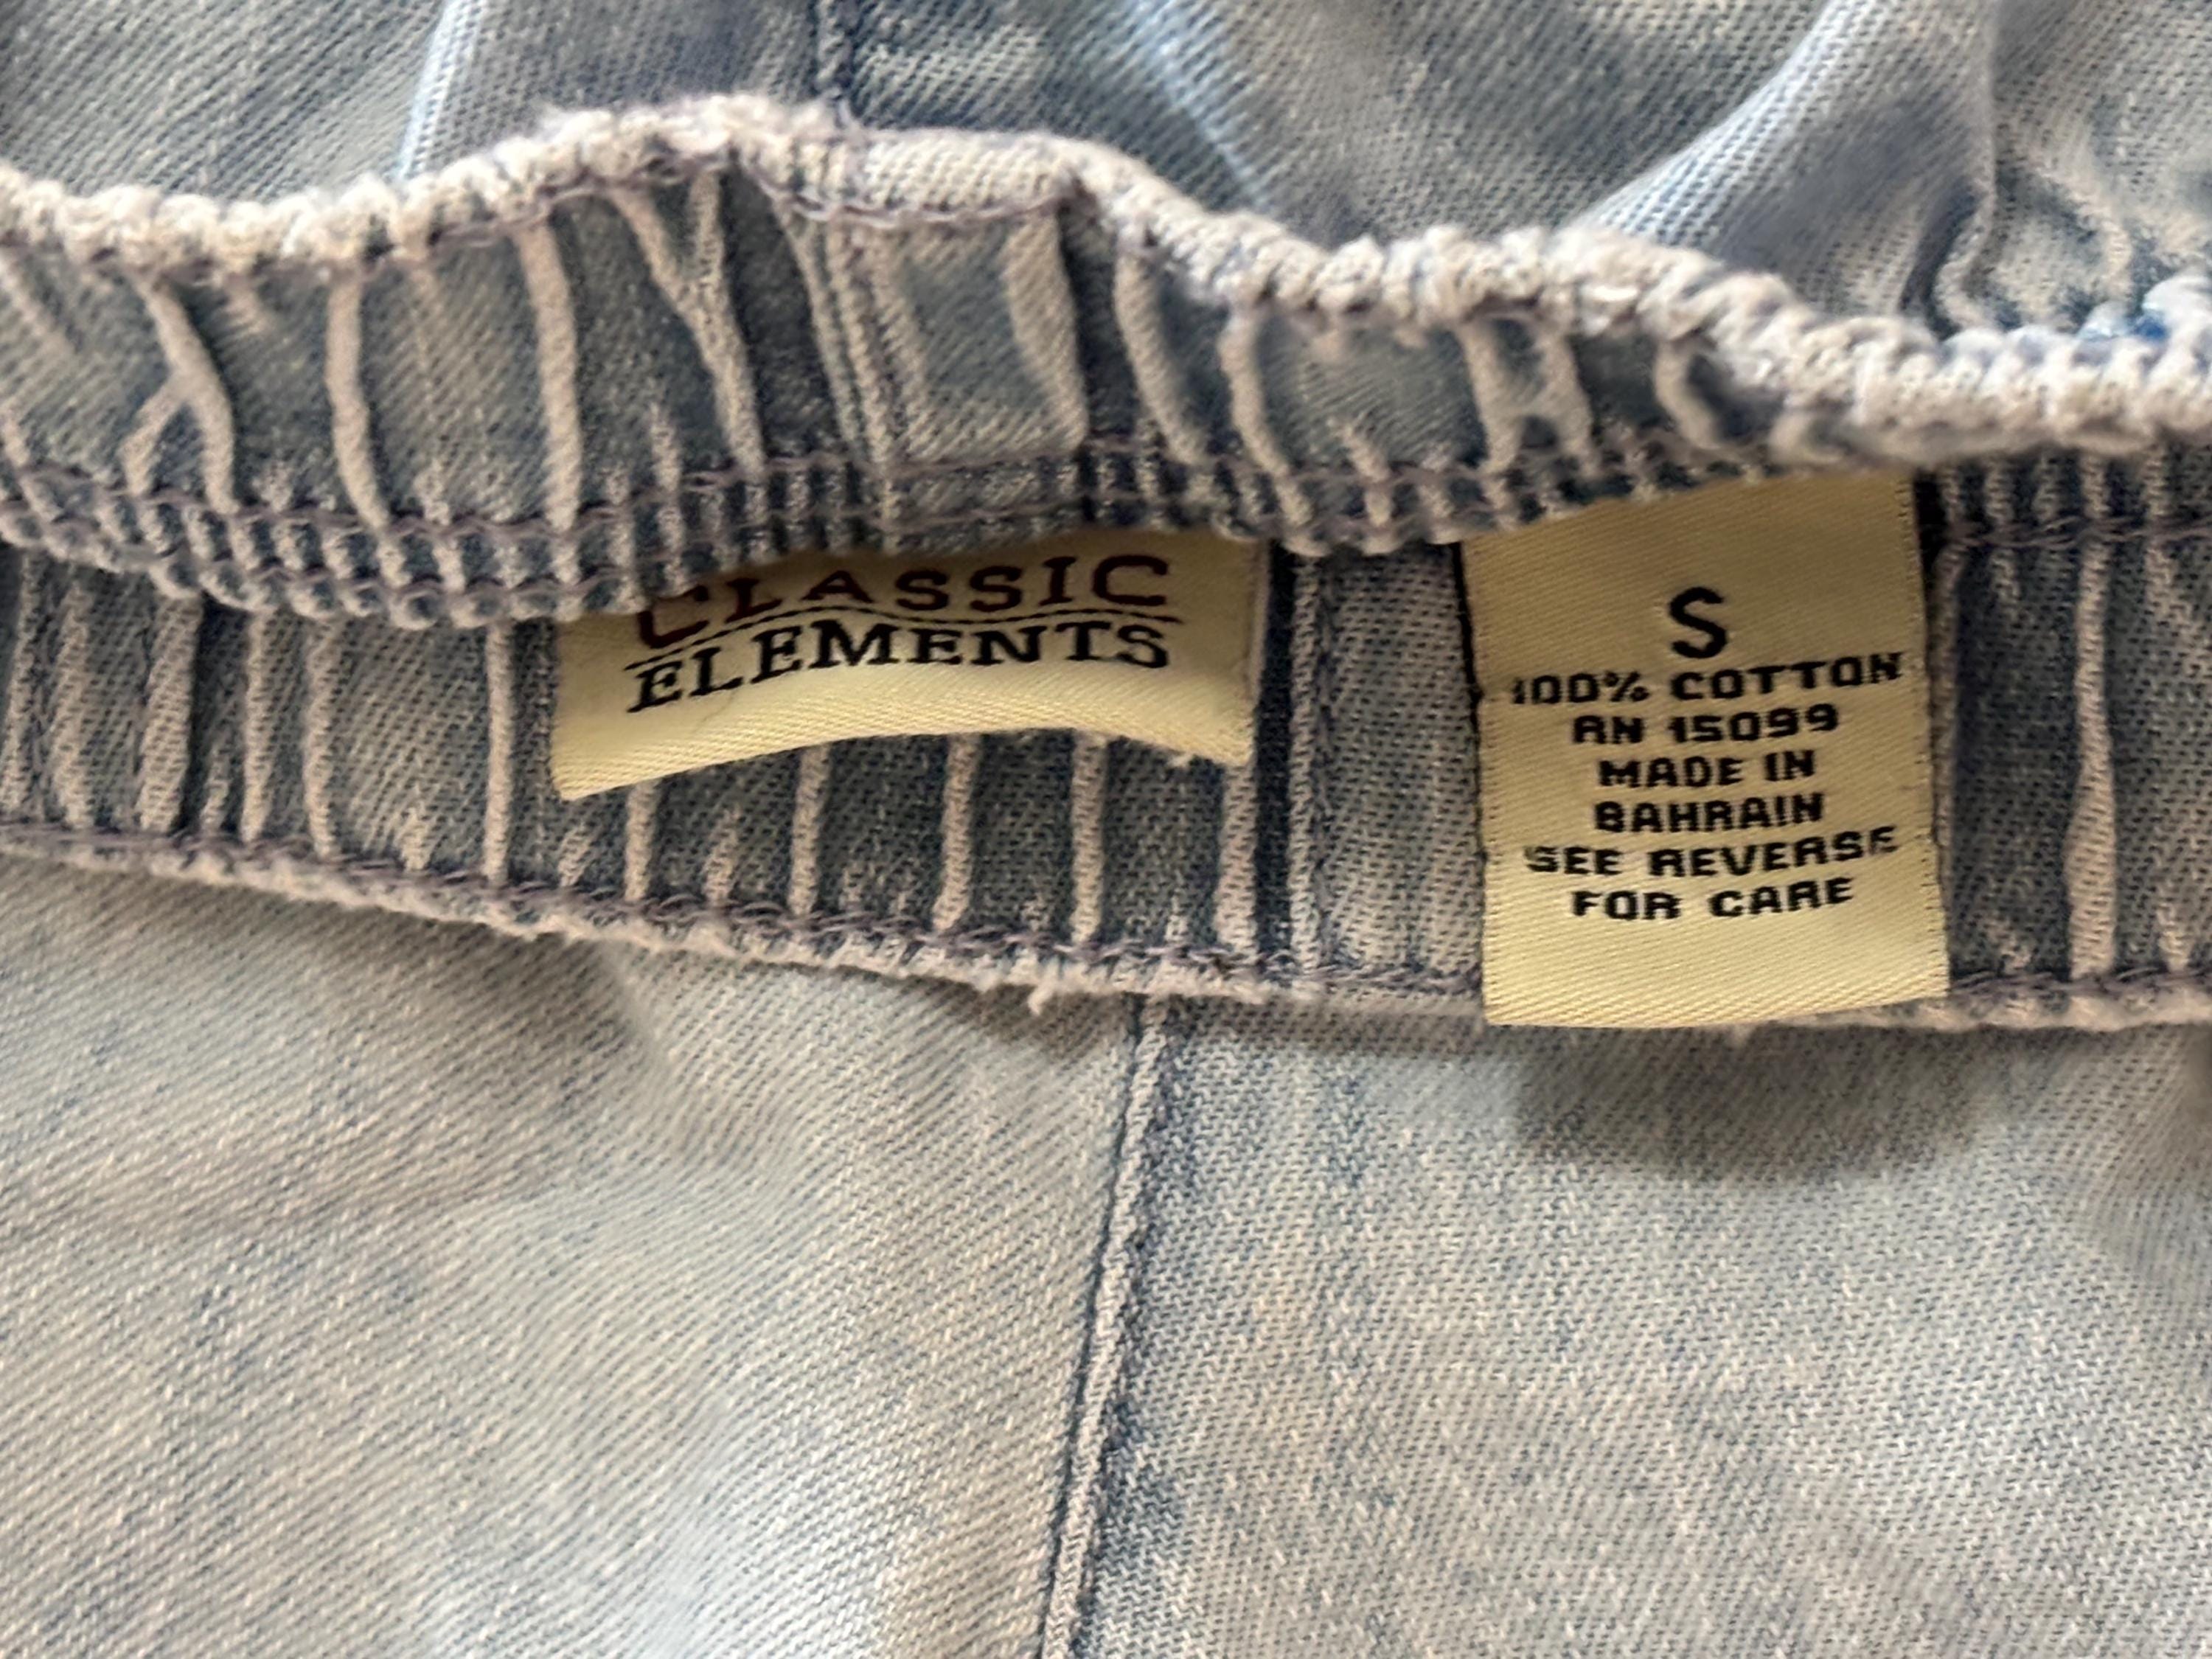 CLASSIC
ELEMENTS
S
100% COTTON
RN 15099
MADE IN
BAHRAIN
SEE REVERSE
FOR CARE